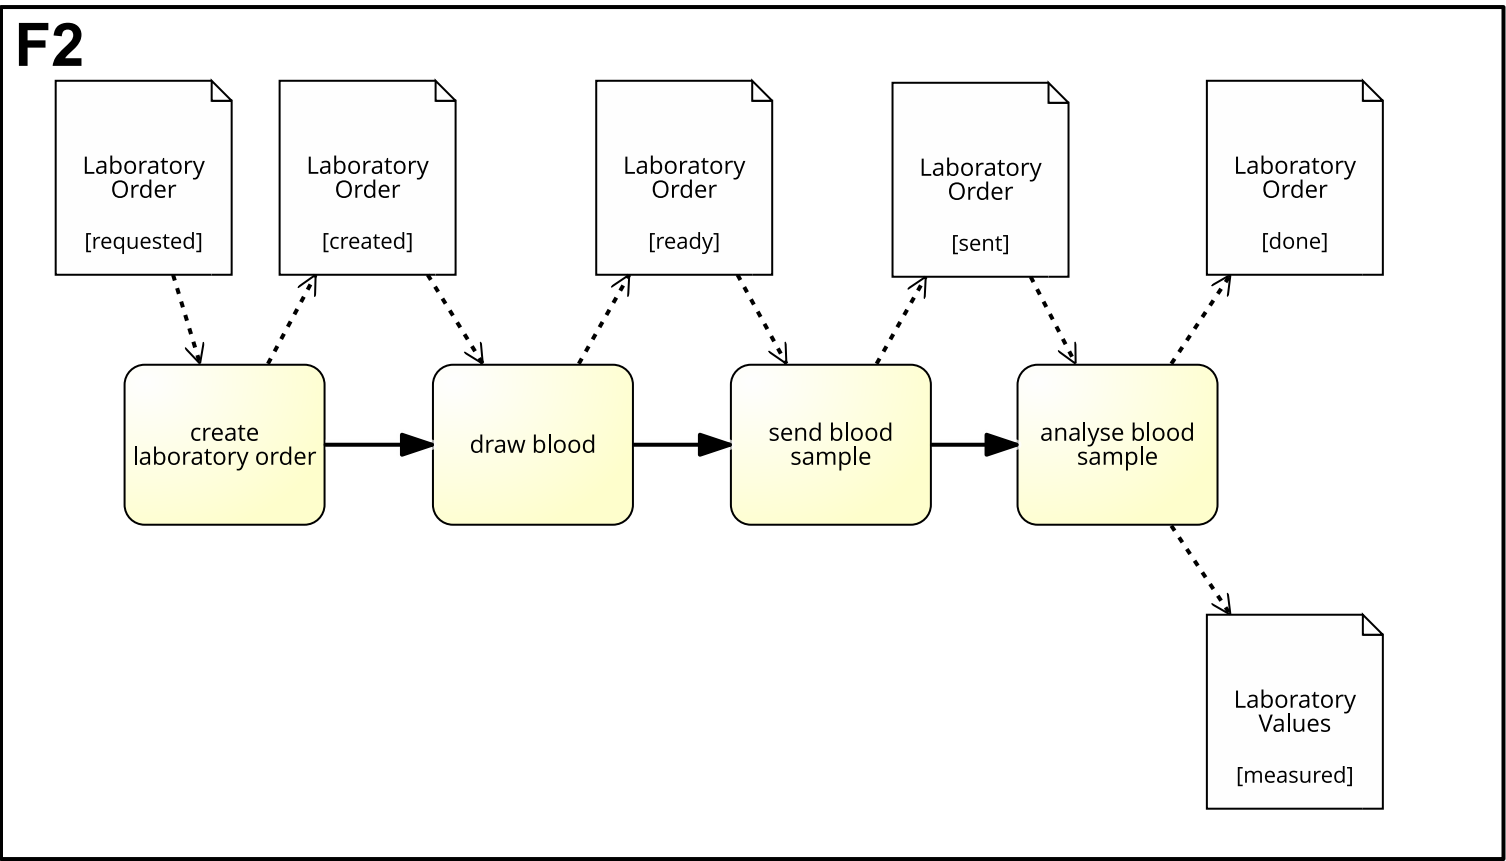 F2
Laboratory
Order
[requested]
Laboratory
Order
[created]
Laboratory
Order
[ready]
Laboratory
Order
[sent]
Laboratory
Order
[done]
create
laboratory order
draw blood
send blood
sample
analyse blood
sample
Laboratory
Values
[measured]